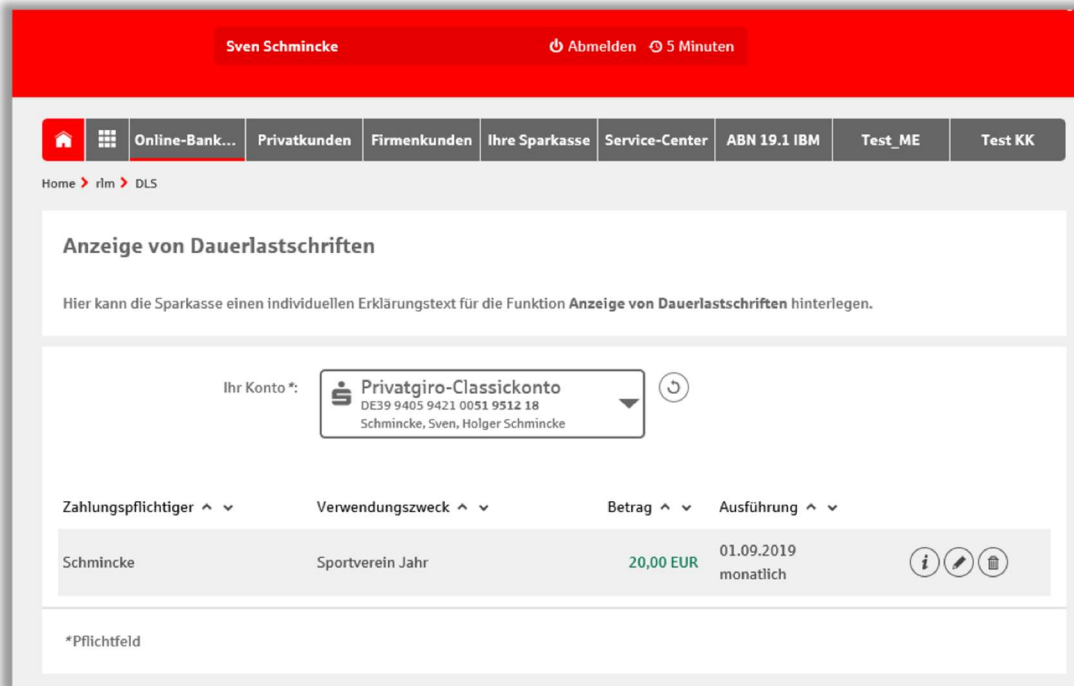 Sven Schmincke Abmelden 5 Minuten
Online-Bank... Privatkunden Firmenkunden Ihre Sparkasse Service-Center ABN 19.1 IBM Test_ME Test KK
Home rlm DLS
Anzeige von Dauerlastschriften
Hier kann die Sparkasse einen individuellen Erklärungstext für die Funktion Anzeige von Dauerlastschriften hinterlegen.
Ihr Konto*:
Privatgiro-Classickonto
DE39 9405 9421 0051 9512 18
Schmincke, Sven, Holger Schmincke
Zahlungspflichtiger Verwendungszweck Betrag Ausführung
Schmincke Sportverein Jahr 20,00 EUR 01.09.2019
monatlich
*Pflichtfeld